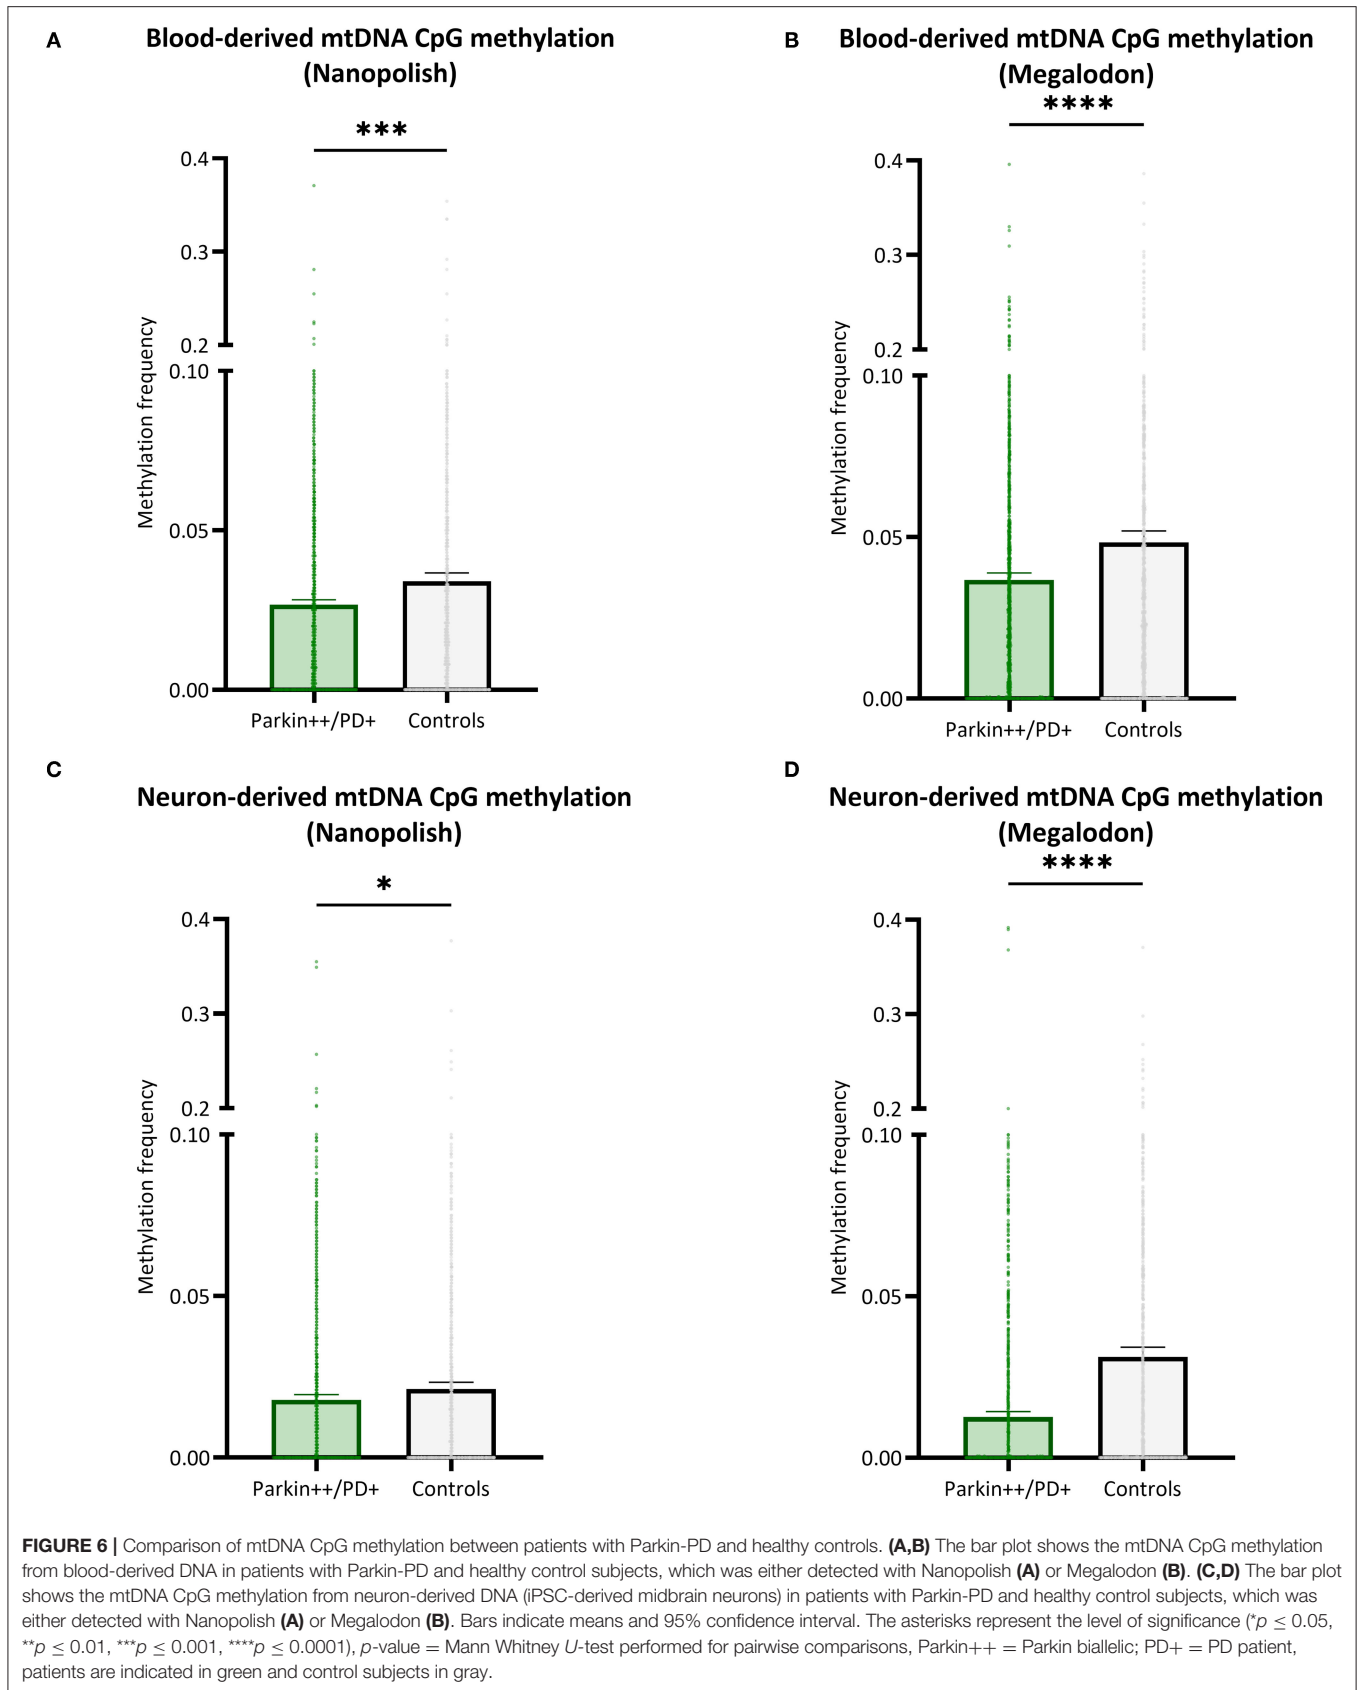 A
Blood-derived mtDNA CpG methylation
(Nanopolish)
***
0.4
0.3
0.2
0.10
0.05
0.00
Methylation frequency
Parkin++/PD+
Controls
B
Blood-derived mtDNA CpG methylation
(Megalodon)
****
0.4
0.3
0.2
0.10
0.05
0.00
Methylation frequency
Parkin++/PD+
Controls
C
Neuron-derived mtDNA CpG methylation
(Nanopolish)
*
0.4
0.3
0.2
0.10
0.05
0.00
Methylation frequency
Parkin++/PD+
Controls
D
Neuron-derived mtDNA CpG methylation
(Megalodon)
****
0.4
0.3
0.2
0.10
0.05
0.00
Methylation frequency
Parkin++/PD+
Controls
FIGURE 6 | Comparison of mtDNA CpG methylation between patients with Parkin-PD and healthy controls. (A,B) The bar plot shows the mtDNA CpG methylation
from blood-derived DNA in patients with Parkin-PD and healthy control subjects, which was either detected with Nanopolish (A) or Megalodon (B). (C,D) The bar plot
shows the mtDNA CpG methylation from neuron-derived DNA (iPSC-derived midbrain neurons) in patients with Parkin-PD and healthy control subjects, which was
either detected with Nanopolish (A) or Megalodon (B). Bars indicate means and 95% confidence interval. The asterisks represent the level of significance (*p ≤ 0.05,
**p ≤ 0.01, ***p ≤ 0.001, ****p ≤ 0.0001), p-value = Mann Whitney U-test performed for pairwise comparisons, Parkin++ = Parkin biallelic; PD+ = PD patient,
patients are indicated in green and control subjects in gray.